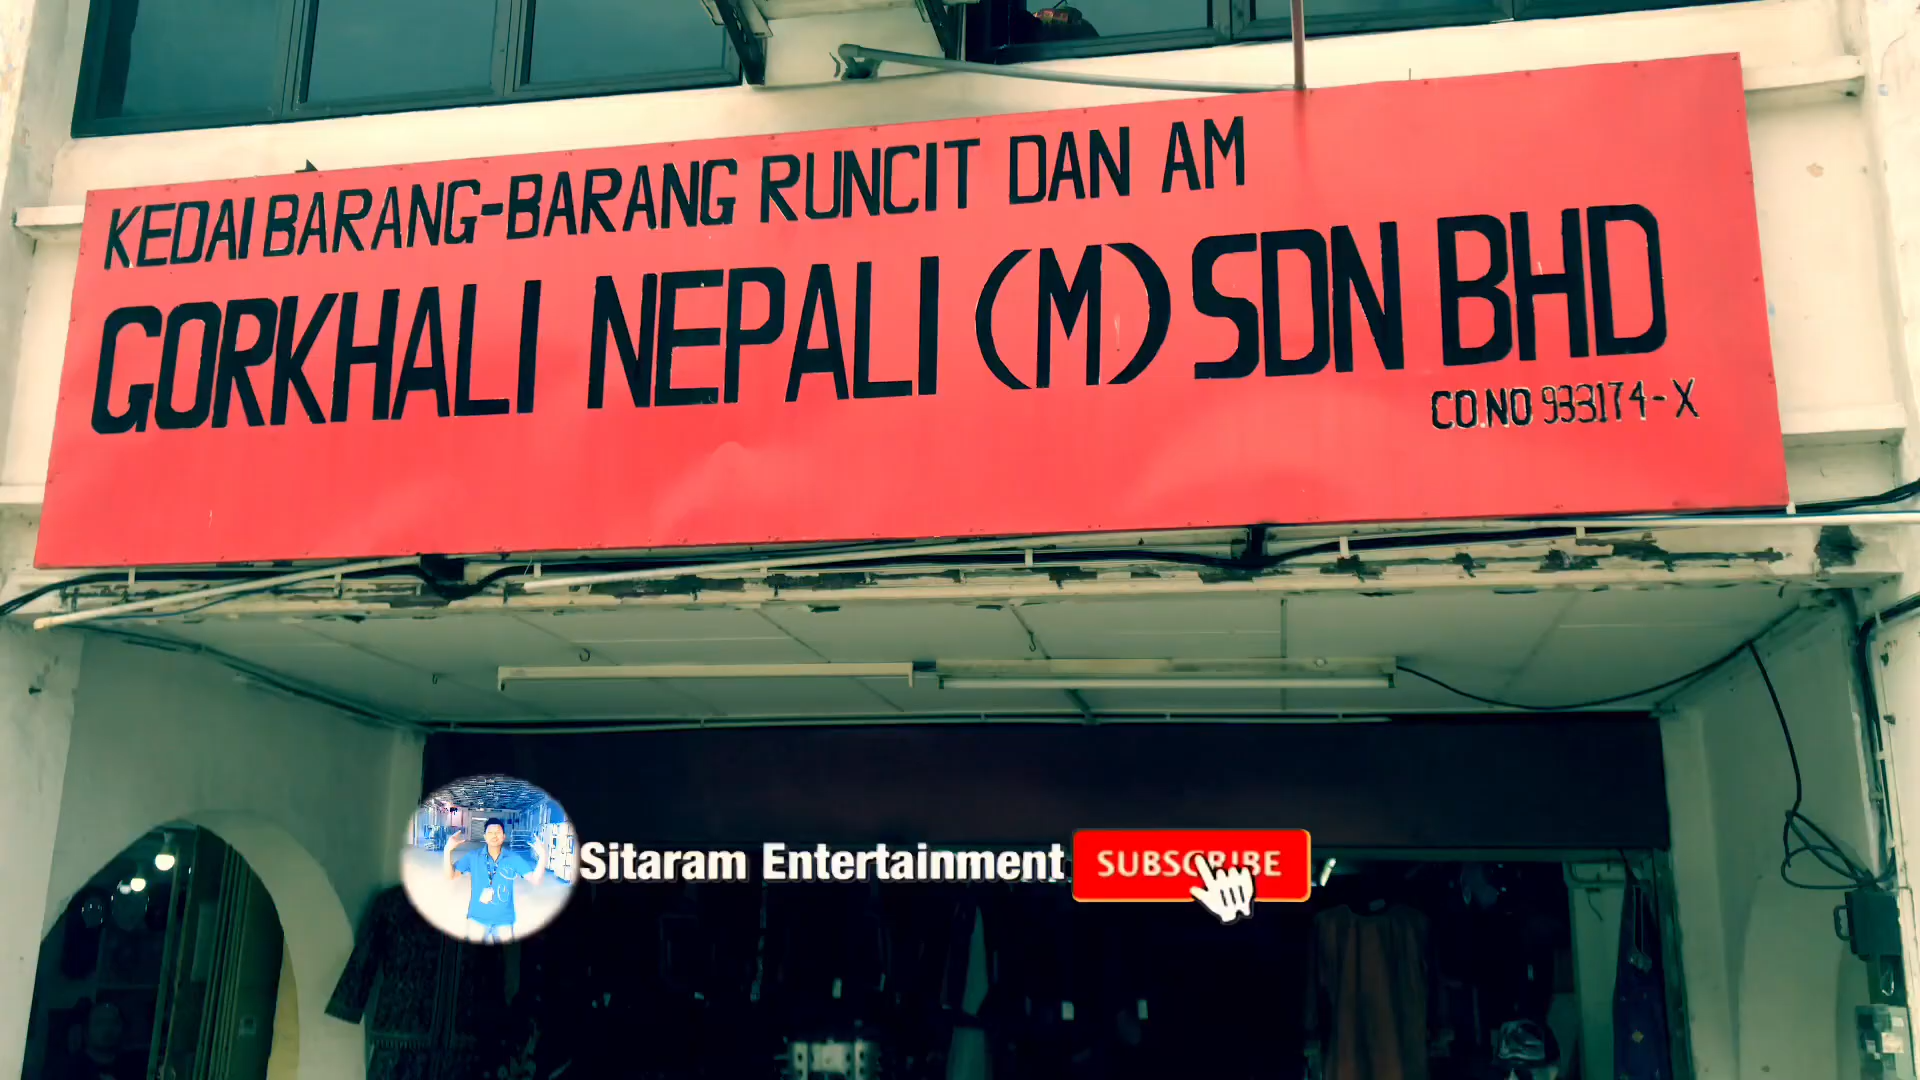 KEDAI BARANG-BARANG RUNCIT DAN AM
GORKHALI NEPALI (M) SDN BHD
CO.NO 933174-X
Sitaram Entertainment SUBSCRIBE